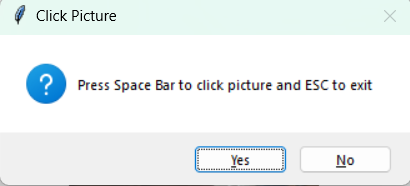 Click Picture
Press Space Bar to click picture and ESC to exit
Yes
No